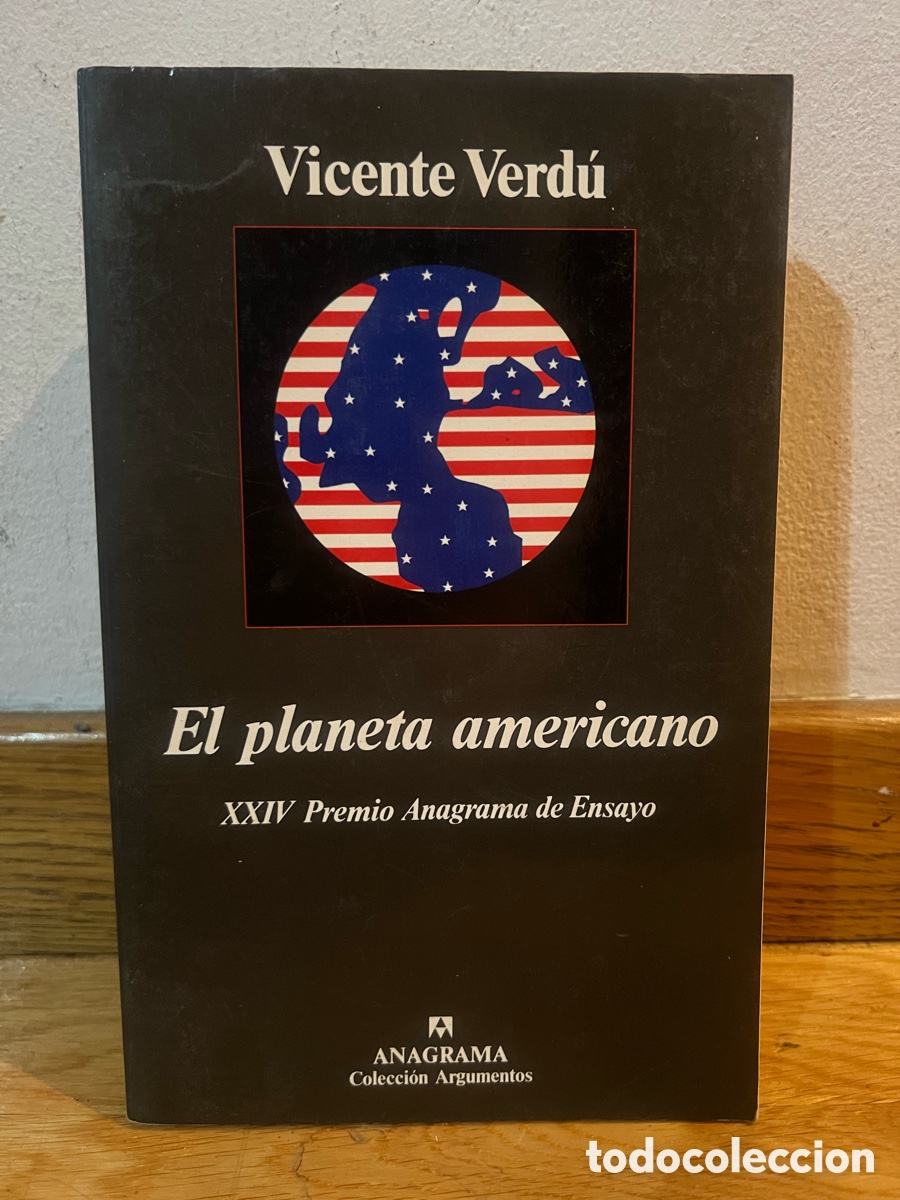 Vicente Verdú
El planeta americano
XXIV Premio Anagrama de Ensayo
ANAGRAMA
Colección Argumentos
todocoleccion